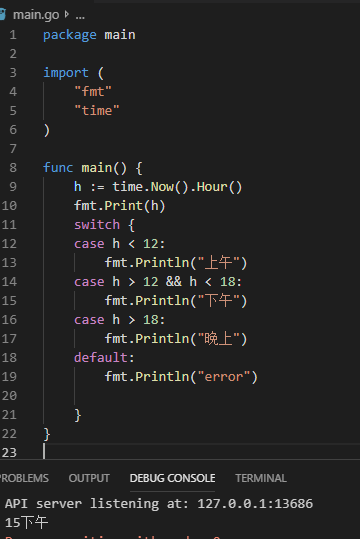 main.go > ...
1 package main
2
3 import (
4 "fmt"
5 "time"
6 )
7
8 func main() {
9 h := time.Now().Hour()
10 fmt.Print(h)
11 switch {
12 case h < 12:
13 fmt.Println("上午")
14 case h > 12 && h < 18:
15 fmt.Println("下午")
16 case h > 18:
17 fmt.Println("晚上")
18 default:
19 fmt.Println("error")
20
21 }
22 }
23
ROBLEMS OUTPUT DEBUG CONSOLE TERMINAL
API server listening at: 127.0.0.1:13686
15下午